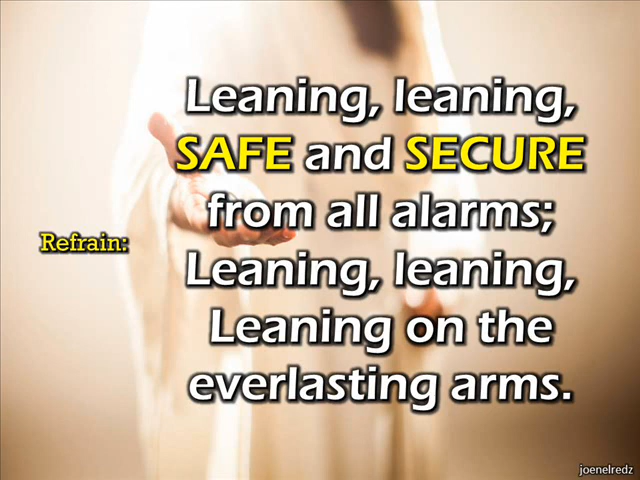 Refrain:
Leaning, leaning,
SAFE and SECURE
from all alarms;
Leaning, leaning,
Leaning on the
everlasting arms.
joenelredz